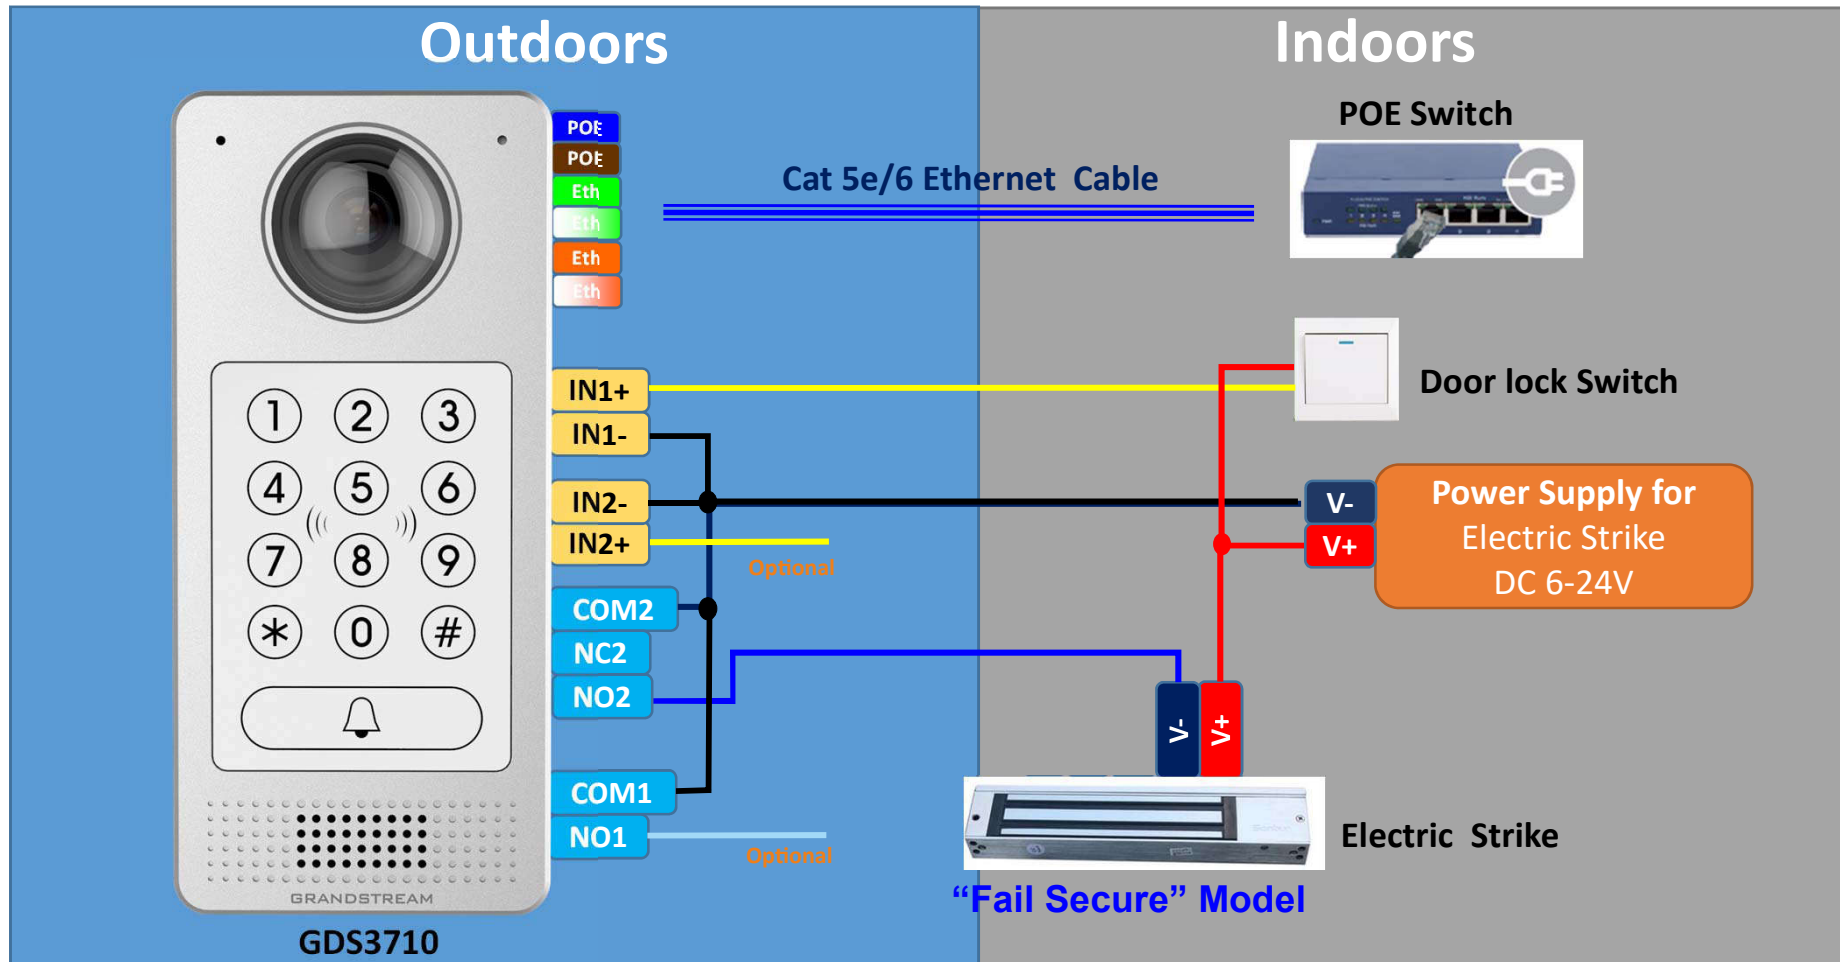 Outdoors
Indoors
POE Switch
POE
POE
Eth
Eth
Eth
Eth
Cat 5e/6 Ethernet Cable
IN1+
IN1-
IN2-
IN2+
Optional
COM2
NC2
NO2
COM1
NO1
Optional
Door lock Switch
V-
V+
Power Supply for
Electric Strike
DC 6-24V
V-
V+
Electric Strike
“Fail Secure” Model
1 2 3
4 5 6
7 8 9
* 0 #
GRANDSTREAM
GDS3710